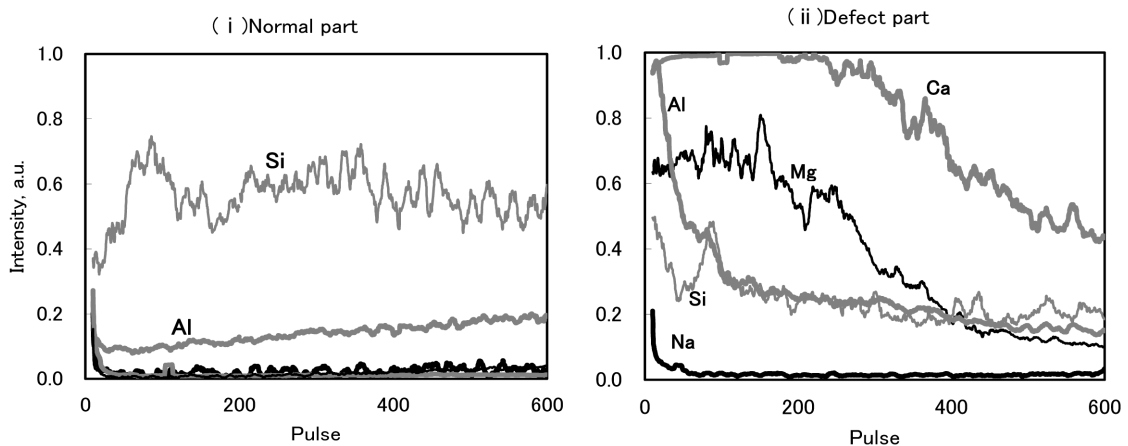 (ⅰ)Normal part
1.0
0.8
0.6
0.4
0.2
0.0
Intensity, a.u.
Si
Al
0
200
400
600
Pulse
(ⅱ)Defect part
1.0
0.8
0.6
0.4
0.2
0.0
Al
Ca
Mg
Si
Na
0
200
400
600
Pulse